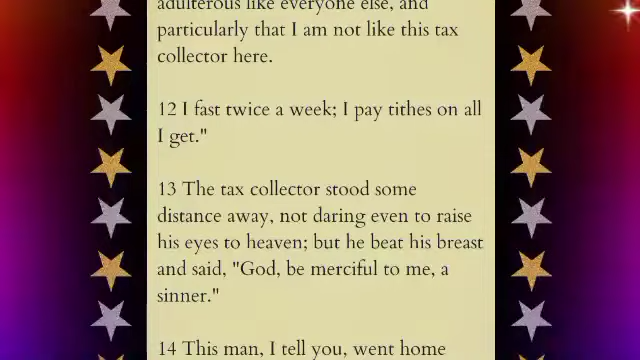 adulterous like everyone else, and
particularly that I am not like this tax
collector here.
12 I fast twice a week; I pay tithes on all
I get."
13 The tax collector stood some
distance away, not daring even to raise
his eyes to heaven; but he beat his breast
and said, "God, be merciful to me, a
sinner."
14 This man, I tell you, went home